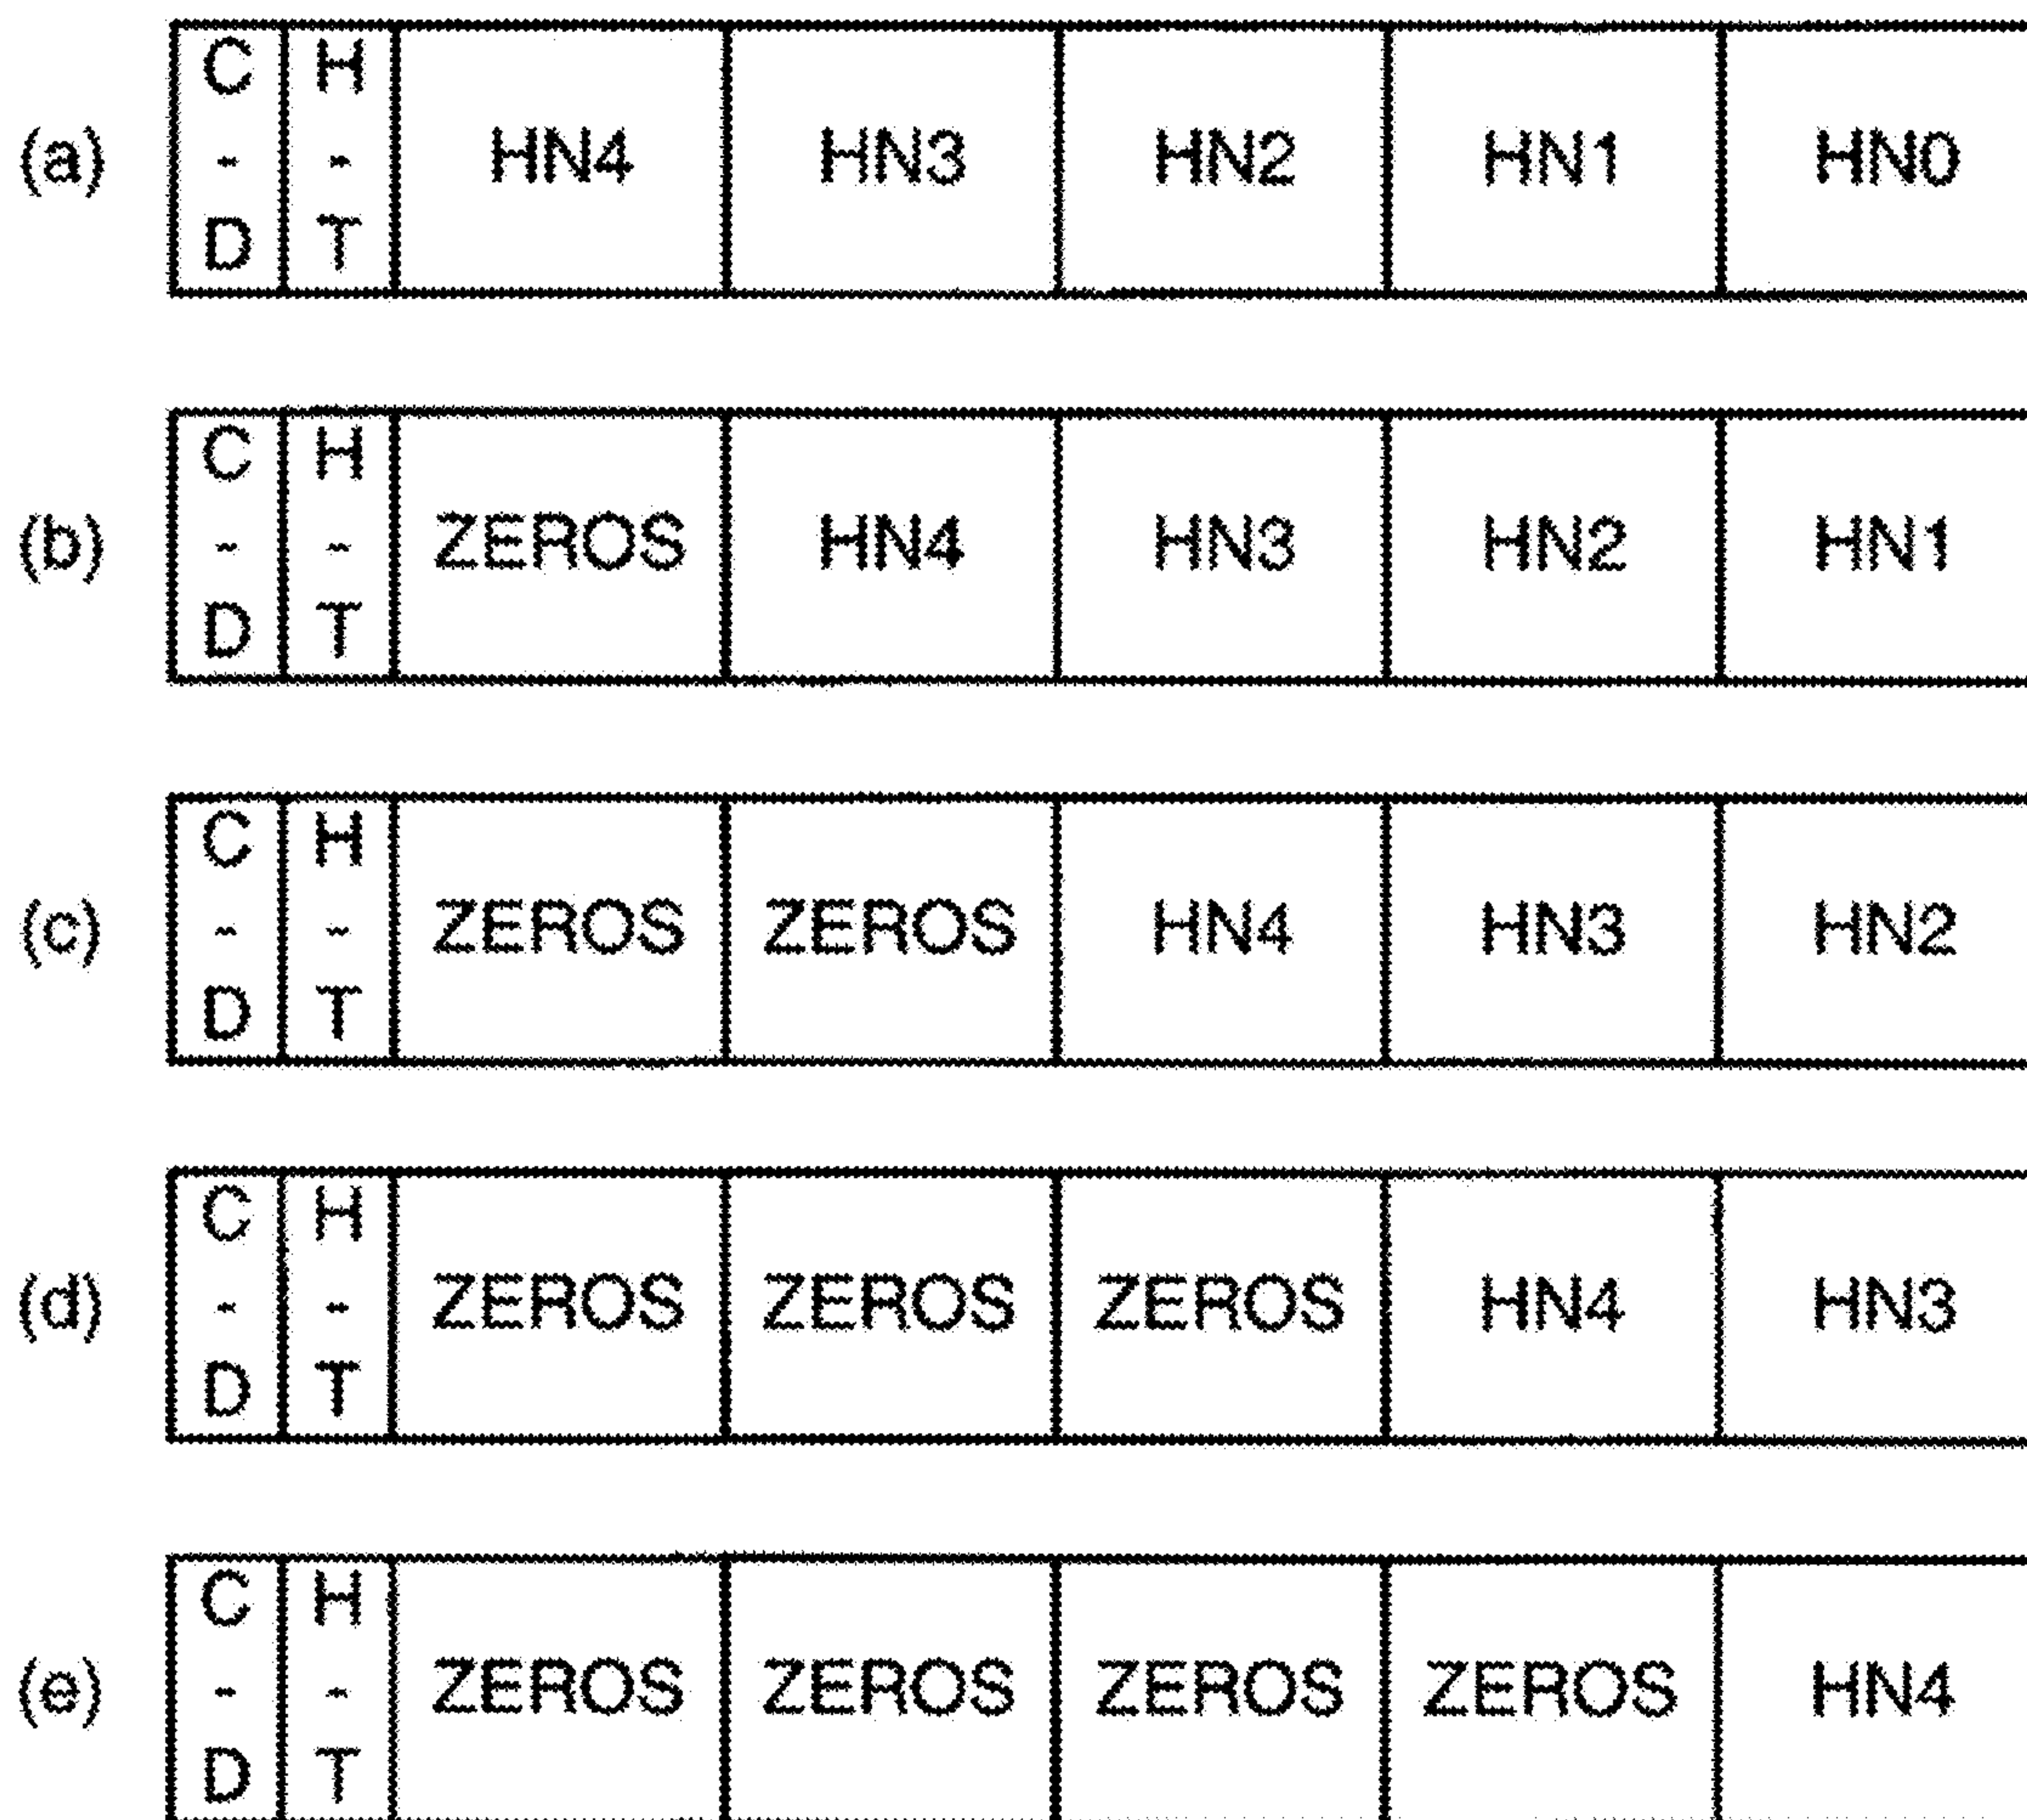 C H
(a) - - HN4 HN3 HN2 HN1 HN0
D T
C H
(b) - - ZEROS HN4 HN3 HN2 HN1
D T
C H
(c) - - ZEROS ZEROS HN4 HN3 HN2
D T
C H
(d) - - ZEROS ZEROS ZEROS HN4 HN3
D T
C H
(e) - - ZEROS ZEROS ZEROS ZEROS HN4
D T